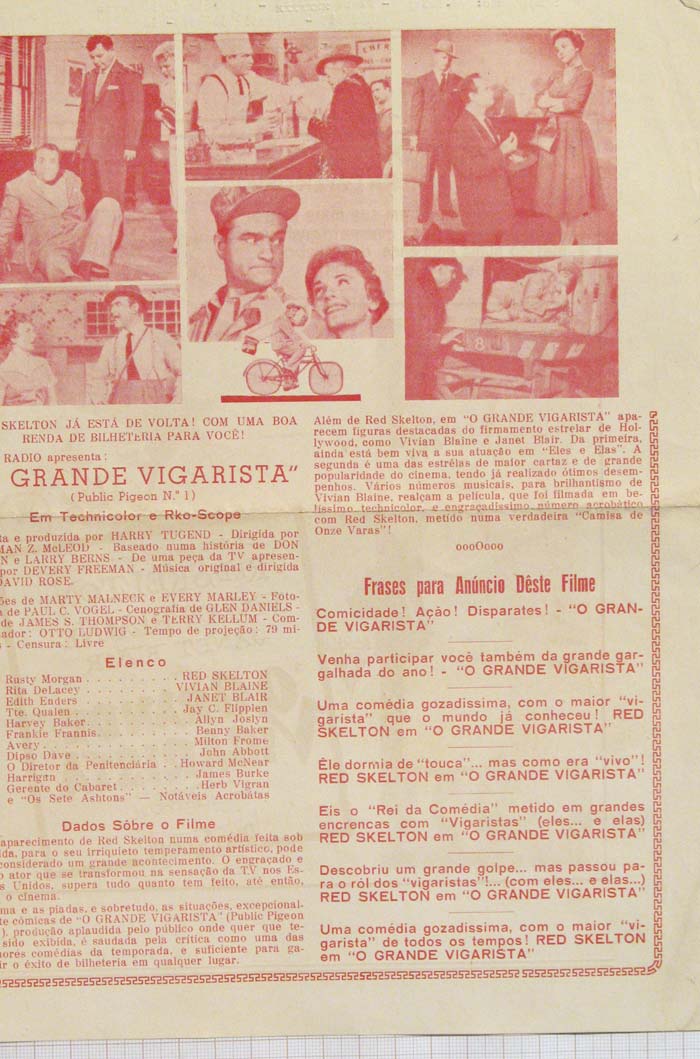 SKELTON JÁ ESTÁ DE VOLTA! COM UMA BOA
RENDA DE BILHETERIA PARA VOCÊ!
RADIO apresenta:
GRANDE VIGARISTA"
(Public Pigeon N.º 1)
Em Technicolor e Rko-Scope
ta e produzida por HARRY TUGEND - Dirigida por
MAN Z. McLEOD - Baseado numa história de DON
N e LARRY BERNS - De uma peça da TV apresen-
por DEVERY FREEMAN - Música original e dirigida
DAVID ROSE.
ões de MARTY MALNECK e EVERY MARLEY - Foto-
a de PAUL C. VOGEL - Cenografia de GLEN DANIELS -
de JAMES S. THOMPSON e TERRY KELLUM - Com-
ador: OTTO LUDWIG - Tempo de projeção: 79 mi-
s - Censura: Livre
Elenco
Rusty Morgan . . . . . . . . . . RED SKELTON
Rita DeLacey . . . . . . . . . . VIVIAN BLAINE
Edith Enders . . . . . . . . . . JANET BLAIR
Tte. Qualen . . . . . . . . . . Jay C. Flipplen
Harvey Baker . . . . . . . . . . Allyn Joslyn
Frankie Frannis . . . . . . . . . . Benny Baker
Avery . . . . . . . . . . Milton Frome
Dipso Dave . . . . . . . . . . John Abbott
O Diretor da Penitenciária . . Howard McNear
Harrigan . . . . . . . . . . James Burke
Gerente do Cabaret . . . . . . . . Herb Vigran
e "Os Sete Ashtons" — Notáveis Acrobátas
Dados Sôbre o Filme
aparecimento de Red Skelton numa comédia feita sob
ida, para o seu irriquieto temperamento artístico, pode
considerado um grande acontecimento. O engraçado e
o ator que se transformou na sensação da TV nos Es-
s Unidos, supera tudo quanto tem feito, até então,
o cinema.
ma e as piadas, e sobretudo, as situações, excepcional-
te cômicas de "O GRANDE VIGARISTA" (Public Pigeon
), produção aplaudida pelo público onde quer que te-
sido exibida, é saudada pela crítica como uma das
ores comédias da temporada, e suficiente para ga-
ir o êxito de bilheteria em qualquer lugar.
Além de Red Skelton, em "O GRANDE VIGARISTA" apa-
recem figuras destacadas do firmamento estrelar de Hol-
lywood, como Vivian Blaine e Janet Blair. Da primeira,
ainda está bem viva a sua atuação em "Eles e Elas". A
segunda é uma das estrêlas de maior cartaz e de grande
popularidade do cinema, tendo já realizado ótimos desem-
penhos. Vários números musicais, para brilhantismo de
Vivian Blaine, realçam a película, que foi filmada em be-
lissimo technicolor, e engraçadíssimo número acrobático
com Red Skelton, metido numa verdadeira "Camisa de
Onze Varas"!
oooOooo
Frases para Anúncio Dêste Filme
Comicidade! Ação! Disparates! - "O GRAN-
DE VIGARISTA"
Venha participar você também da grande gar-
galhada do ano! - "O GRANDE VIGARISTA"
Uma comédia gozadissima, com o maior "vi-
garista" que o mundo já conheceu! RED
SKELTON em "O GRANDE VIGARISTA"
Êle dormia de "touca"... mas como era "vivo"!
RED SKELTON em "O GRANDE VIGARISTA"
Eis o "Rei da Comédia" metido em grandes
encrencas com "Vigaristas" (eles... e elas)
RED SKELTON em "O GRANDE VIGARISTA"
Descobriu um grande golpe... mas passou pa-
ra o ról dos "vigaristas"!... (com eles... e elas...)
RED SKELTON em "O GRANDE VIGARISTA"
Uma comédia gozadissima, com o maior "vi-
garista" de todos os tempos! RED SKELTON
em "O GRANDE VIGARISTA"